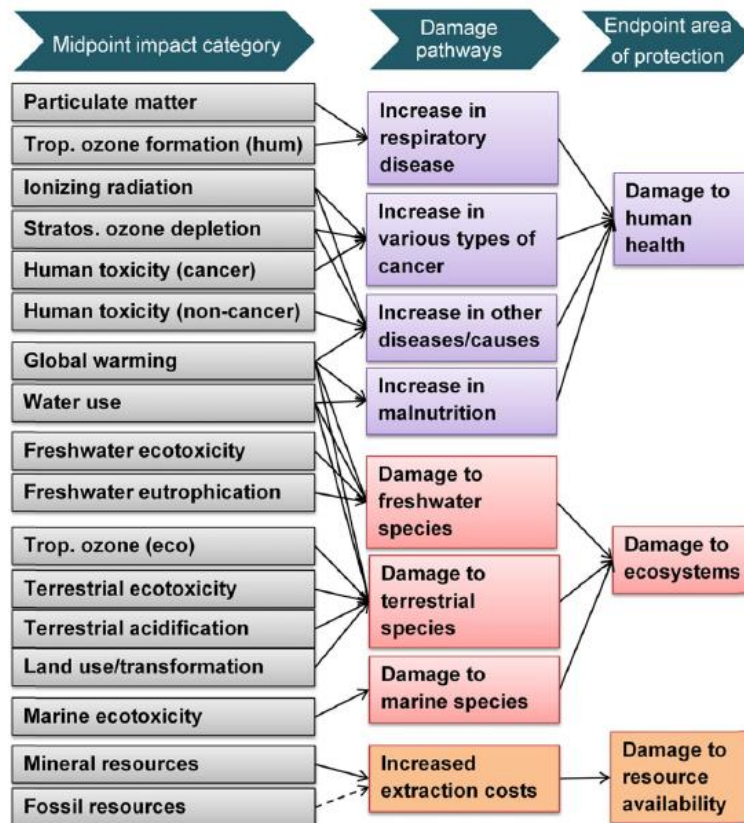 Midpoint impact category
Damage
pathways
Endpoint area
of protection
Particulate matter
Trop. ozone formation (hum)
Ionizing radiation
Stratos. ozone depletion
Human toxicity (cancer)
Human toxicity (non-cancer)
Global warming
Water use
Freshwater ecotoxicity
Freshwater eutrophication
Trop. ozone (eco)
Terrestrial ecotoxicity
Terrestrial acidification
Land use/transformation
Marine ecotoxicity
Mineral resources
Fossil resources
Increase in
respiratory
disease
Increase in
various types of
cancer
Increase in other
diseases/causes
Increase in
malnutrition
Damage to
freshwater
species
Damage to
terrestrial
species
Damage to
marine species
Increased
extraction costs
Damage to
human
health
Damage to
ecosystems
Damage to
resource
availability